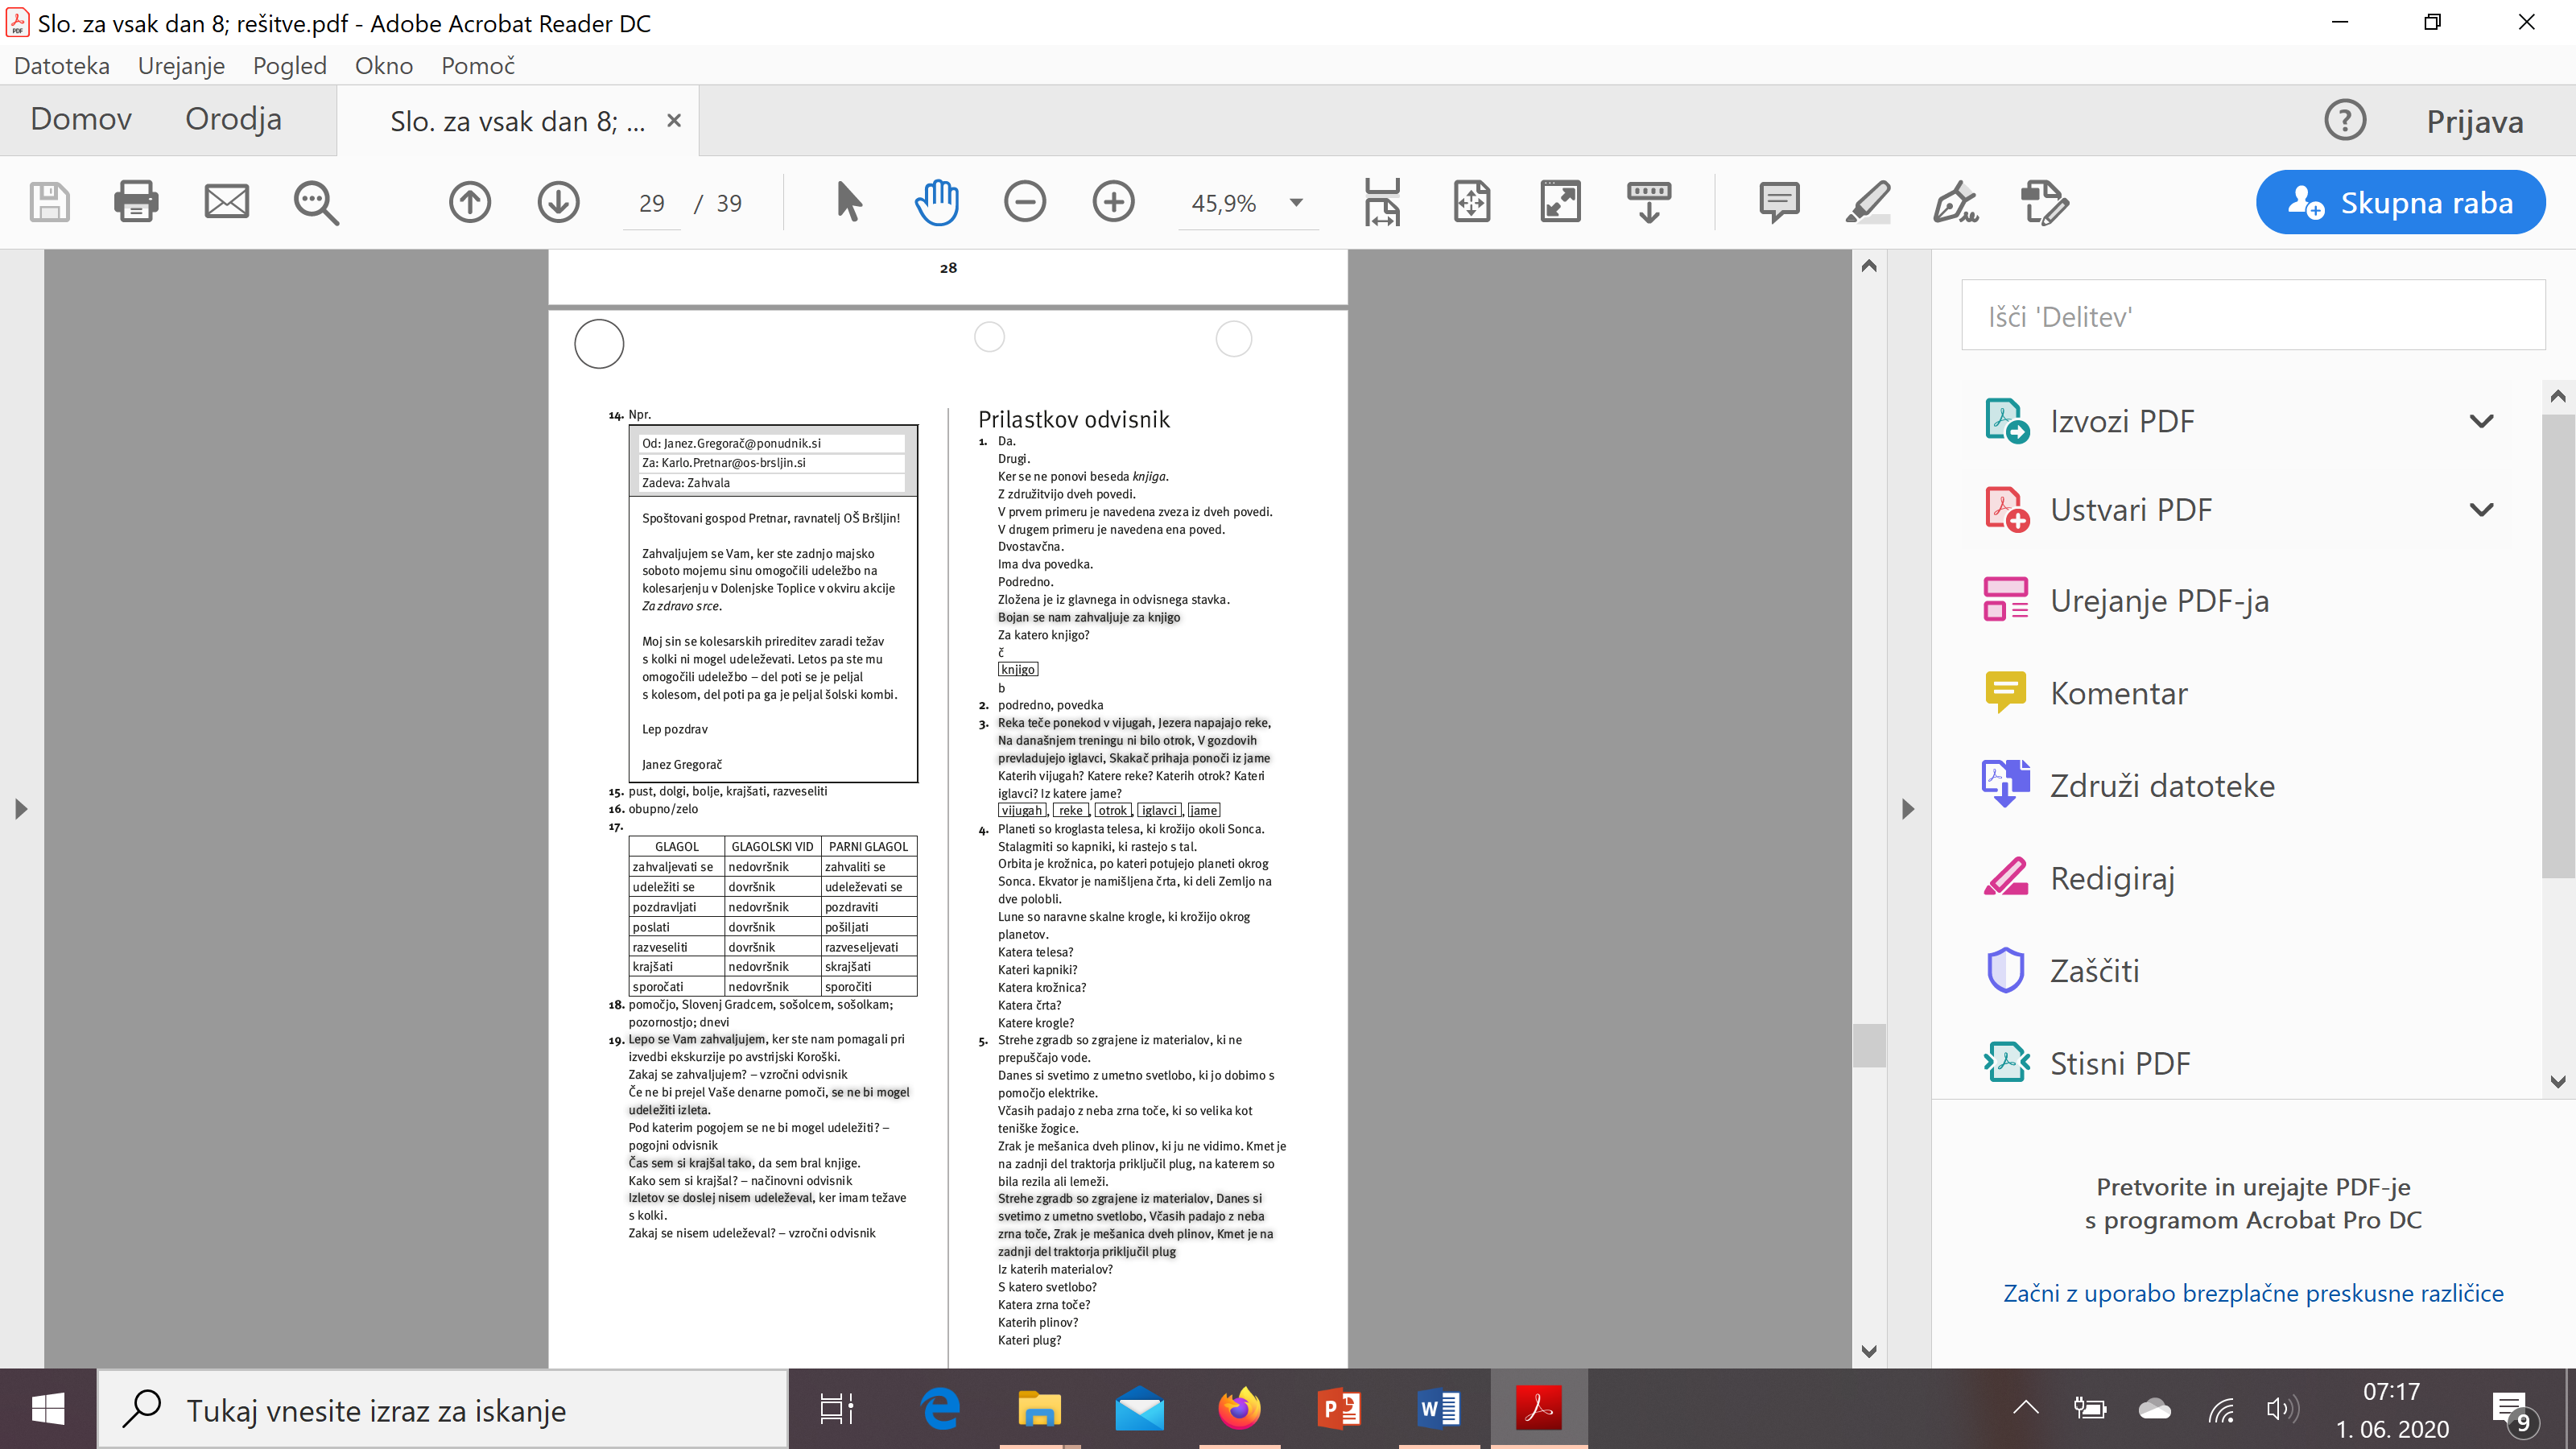 Slo. za vsak dan 8; rešitve.pdf - Adobe Acrobat Reader DC
Datoteka Urejanje Pogled Okno Pomoč
Domov Orodja Slo. za vsak dan 8; ... Prijava
29 / 39 45,9% Skupna raba
28
14. Npr.
Od: Janez.Gregorač@ponudnik.si
Za: Karlo.Pretnar@os-brsljin.si
Zadeva: Zahvala
Spoštovani gospod Pretnar, ravnatelj OŠ Bršljin!
Zahvaljujem se Vam, ker ste zadnjo majsko
soboto mojemu sinu omogočili udeležbo na
kolesarjenju v Dolenjske Toplice v okviru akcije
Za zdravo srce.
Moj sin se kolesarskih prireditev zaradi težav
s kolki ni mogel udeleževati. Letos pa ste mu
omogočili udeležbo – del poti se je peljal
s kolesom, del poti pa ga je peljal šolski kombi.
Lep pozdrav
Janez Gregorač
15. pust, dolgi, bolje, krajšati, razveseliti
16. obupno/zelo
17.
GLAGOL GLAGOLSKI VID PARNI GLAGOL
zahvaljevati se nedovršnik zahvaliti se
udeležiti se dovršnik udeleževati se
pozdravljati nedovršnik pozdraviti
poslati dovršnik pošiljati
razveseliti dovršnik razveseljevati
krajšati nedovršnik skrajšati
sporočati nedovršnik sporočiti
18. pomočjo, Slovenj Gradcem, sošolcem, sošolkam;
pozornostjo; dnevi
19. Lepo se Vam zahvaljujem, ker ste nam pomagali pri
izvedbi ekskurzije po avstrijski Koroški.
Zakaj se zahvaljujem? – vzročni odvisnik
Če ne bi prejel Vaše denarne pomoči, se ne bi mogel
udeležiti izleta.
Pod katerim pogojem se ne bi mogel udeležiti? –
pogojni odvisnik
Čas sem si krajšal tako, da sem bral knjige.
Kako sem si krajšal? – načinovni odvisnik
Izletov se doslej nisem udeleževal, ker imam težave
s kolki.
Zakaj se nisem udeleževal? – vzročni odvisnik
Prilastkov odvisnik
1. Da.
Drugi.
Ker se ne ponovi beseda knjiga.
Z združitvijo dveh povedi.
V prvem primeru je navedena zveza iz dveh povedi.
V drugem primeru je navedena ena poved.
Dvostavčna.
Ima dva povedka.
Podredno.
Zložena je iz glavnega in odvisnega stavka.
Bojan se nam zahvaljuje za knjigo
Za katero knjigo?
č
knjigo
b
2. podredno, povedka
3. Reka teče ponekod v vijugah, Jezera napajajo reke,
Na današnjem treningu ni bilo otrok, V gozdovih
prevladujejo iglavci, Skakač prihaja ponoči iz jame
Katerih vijugah? Katere reke? Katerih otrok? Kateri
iglavci? Iz katere jame?
vijugah, reke, otrok, iglavci, jame
4. Planeti so kroglasta telesa, ki krožijo okoli Sonca.
Stalagmiti so kapniki, ki rastejo s tal.
Orbita je krožnica, po kateri potujejo planeti okrog
Sonca. Ekvator je namišljena črta, ki deli Zemljo na
dve polobli.
Lune so naravne skalne krogle, ki krožijo okrog
planetov.
Katera telesa?
Kateri kapniki?
Katera krožnica?
Katera črta?
Katere krogle?
5. Strehe zgradb so zgrajene iz materialov, ki ne
prepuščajo vode.
Danes si svetimo z umetno svetlobo, ki jo dobimo s
pomočjo elektrike.
Včasih padajo z neba zrna toče, ki so velika kot
teniške žogice.
Zrak je mešanica dveh plinov, ki ju ne vidimo. Kmet je
na zadnji del traktorja priključil plug, na katerem so
bila rezila ali lemeži.
Strehe zgradb so zgrajene iz materialov, Danes si
svetimo z umetno svetlobo, Včasih padajo z neba
zrna toče, Zrak je mešanica dveh plinov, Kmet je na
zadnji del traktorja priključil plug
Iz katerih materialov?
S katero svetlobo?
Katera zrna toče?
Katerih plinov?
Kateri plug?
Išči 'Delitev'
Izvozi PDF
Ustvari PDF
Urejanje PDF-ja
Komentar
Združi datoteke
Redigiraj
Zaščiti
Stisni PDF
Pretvorite in urejajte PDF-je
s programom Acrobat Pro DC
Začni z uporabo brezplačne preskusne različice
Tukaj vnesite izraz za iskanje
07:17
1. 06. 2020
9